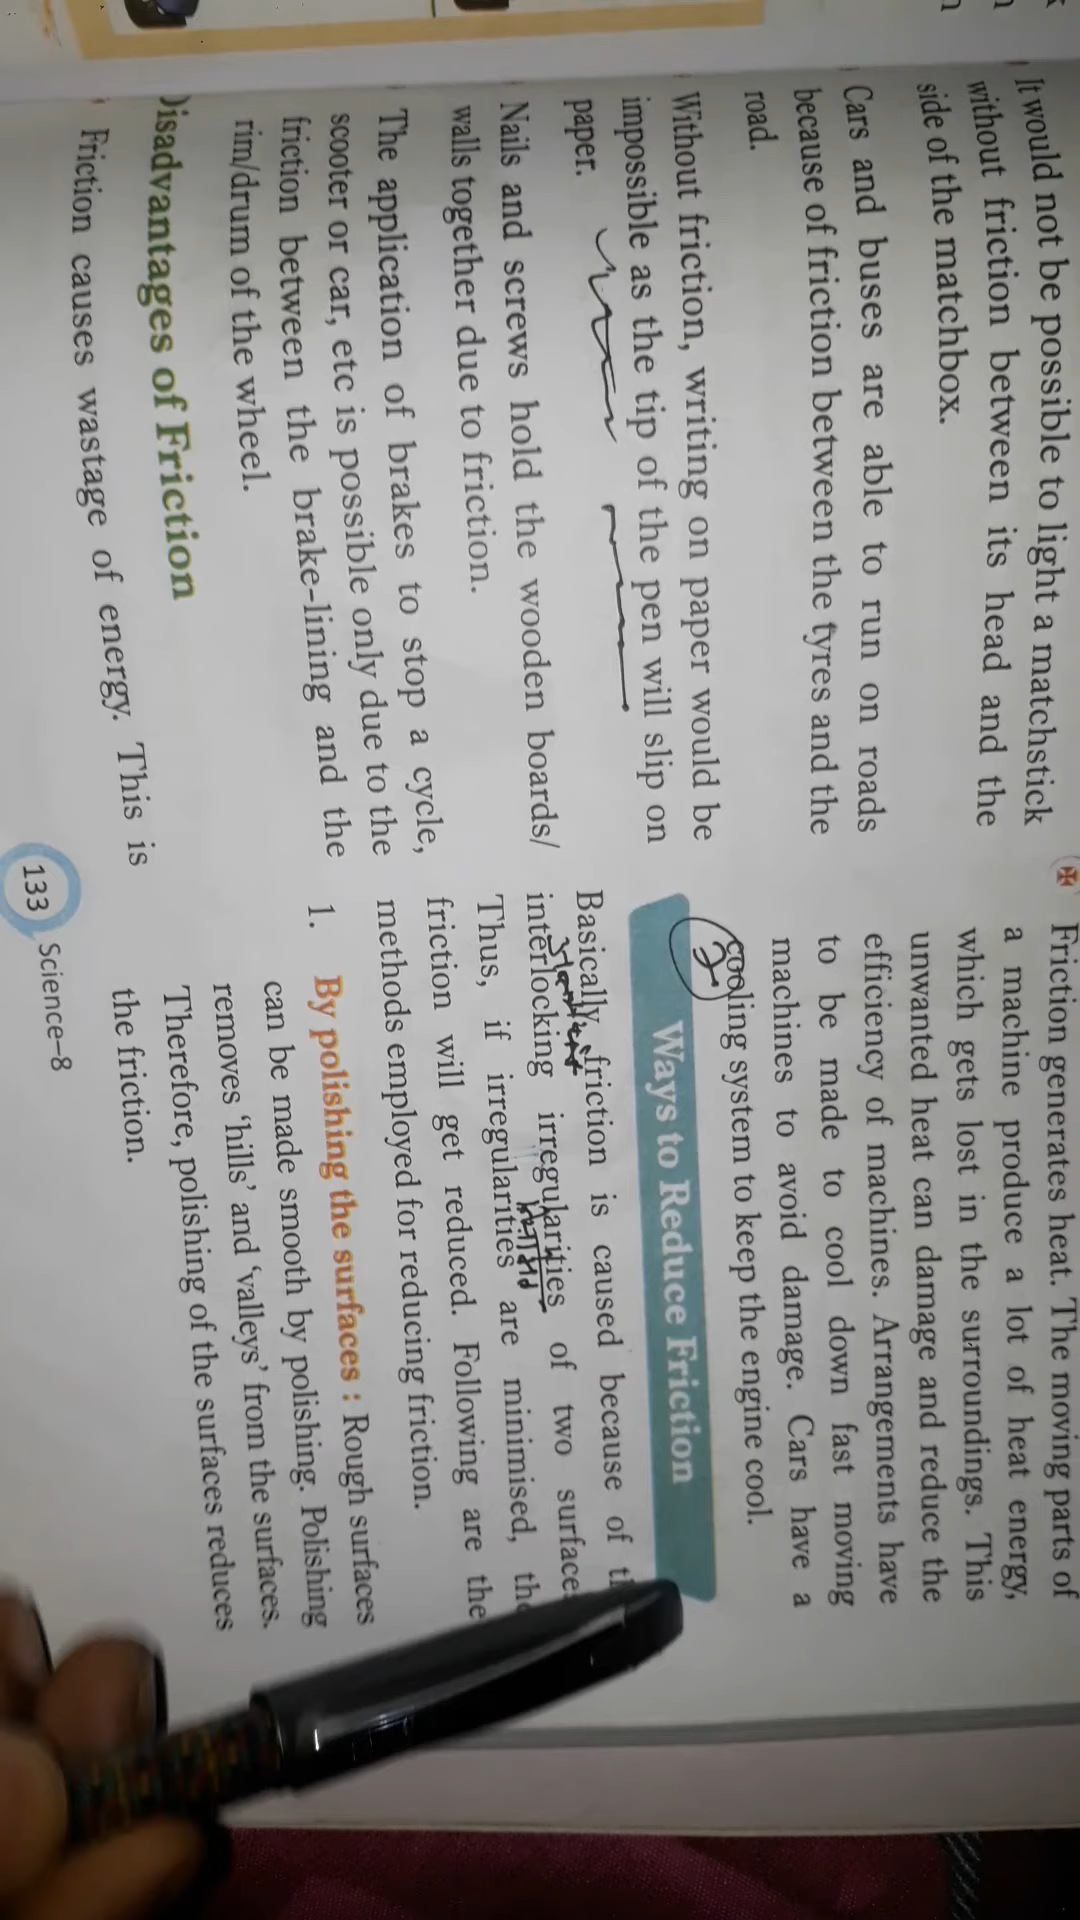 It would not be possible to light a matchstick
without friction between its head and the
side of the matchbox.
Cars and buses are able to run on roads
because of friction between the tyres and the
road.
Without friction, writing on paper would be
impossible as the tip of the pen will slip on
paper.
Nails and screws hold the wooden boards/
walls together due to friction.
The application of brakes to stop a cycle,
scooter or car, etc is possible only due to the
friction between the brake-lining and the
rim/drum of the wheel.
Disadvantages of Friction
Friction causes wastage of energy. This is
Friction generates heat. The moving parts of
a machine produce a lot of heat energy,
which gets lost in the surroundings. This
unwanted heat can damage and reduce the
efficiency of machines. Arrangements have
to be made to cool down fast moving
machines to avoid damage. Cars have a
cooling system to keep the engine cool.
Ways to Reduce Friction
Basically, friction is caused because of
interlocking irregularities of two surfaces
Thus, if irregularities are minimised, the
friction will get reduced. Following are the
methods employed for reducing friction.
1. By polishing the surfaces : Rough surfaces
can be made smooth by polishing. Polishing
removes ‘hills’ and ‘valleys’ from the surfaces.
Therefore, polishing of the surfaces reduces
the friction.
133 Science-8